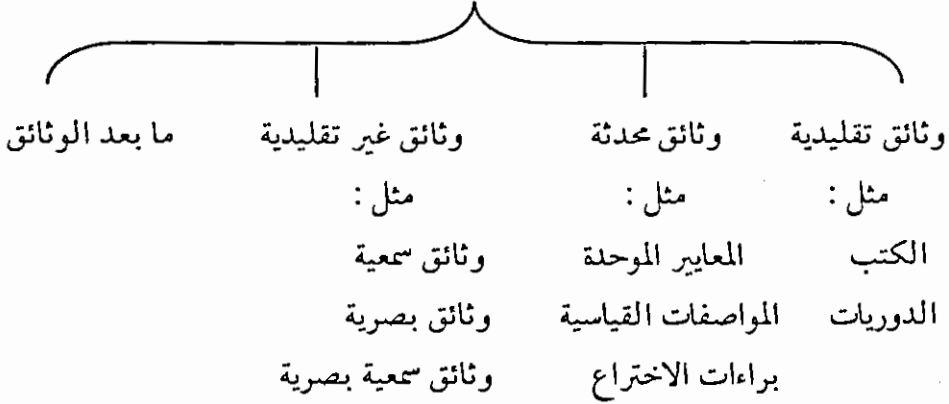 وثائق تقليدية وثائق محدثة وثائق غير تقليدية ما بعد الوثائق
مثل : مثل : مثل :
الكتب المعايير الموحدة وثائق سمعية
الدوريات المواصفات القياسية وثائق بصرية
براءات الاختراع وثائق سمعية بصرية